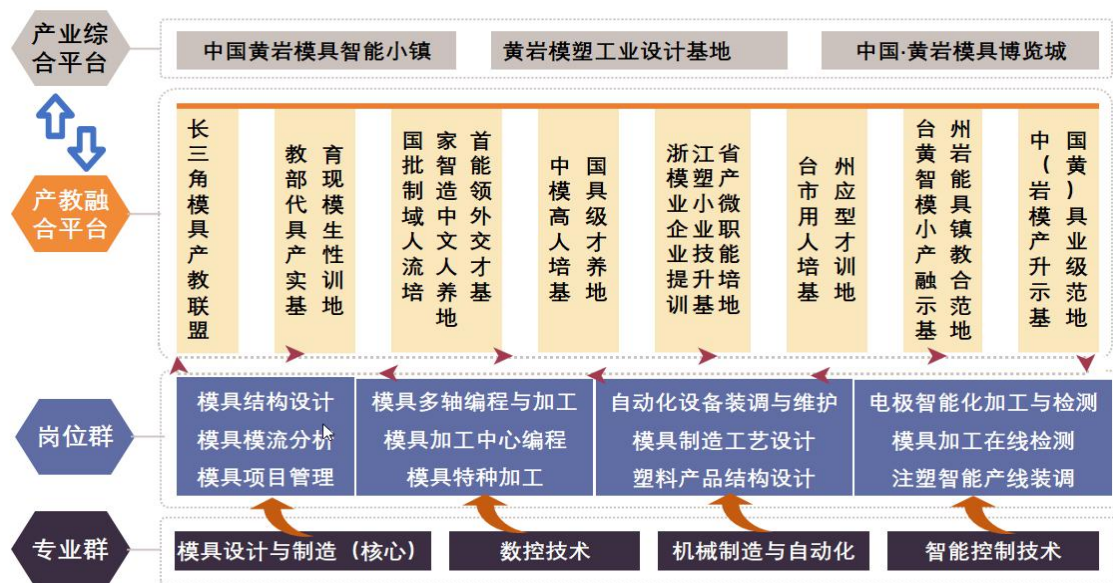 产业综
合平台
中国黄岩模具智能小镇
黄岩模塑工业设计基地
中国·黄岩模具博览城
产教融
合平台
长三角模具产教联盟
教育部现代模具生产性实训基地
国家首批智能制造领域中外人文交流人才培养基地
中国模具高级人才培养基地
浙江省模塑产业小微企业职业技能提升培训基地
台州市应用型人才培训基地
台州黄岩智能模具小镇产教融合示范基地
中国(黄岩)模具产业升级示范基地
岗位群
模具结构设计
模具模流分析
模具项目管理
模具多轴编程与加工
模具加工中心编程
模具特种加工
自动化设备装调与维护
模具制造工艺设计
塑料产品结构设计
电极智能化加工与检测
模具加工在线检测
注塑智能产线装调
专业群
模具设计与制造（核心）
数控技术
机械制造与自动化
智能控制技术